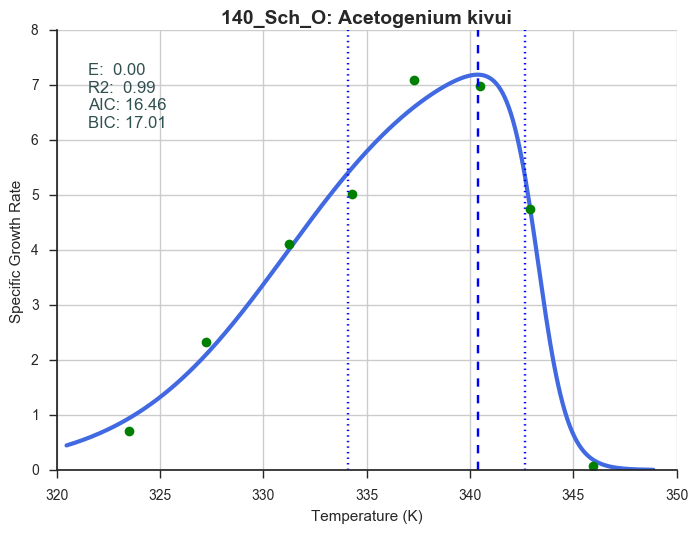 140_Sch_O: Acetogenium kivui
E:  0.00
R2:  0.99
AIC: 16.46
BIC: 17.01
Specific Growth Rate
8
7
6
5
4
3
2
1
0
320 325 330 335 340 345 350
Temperature (K)